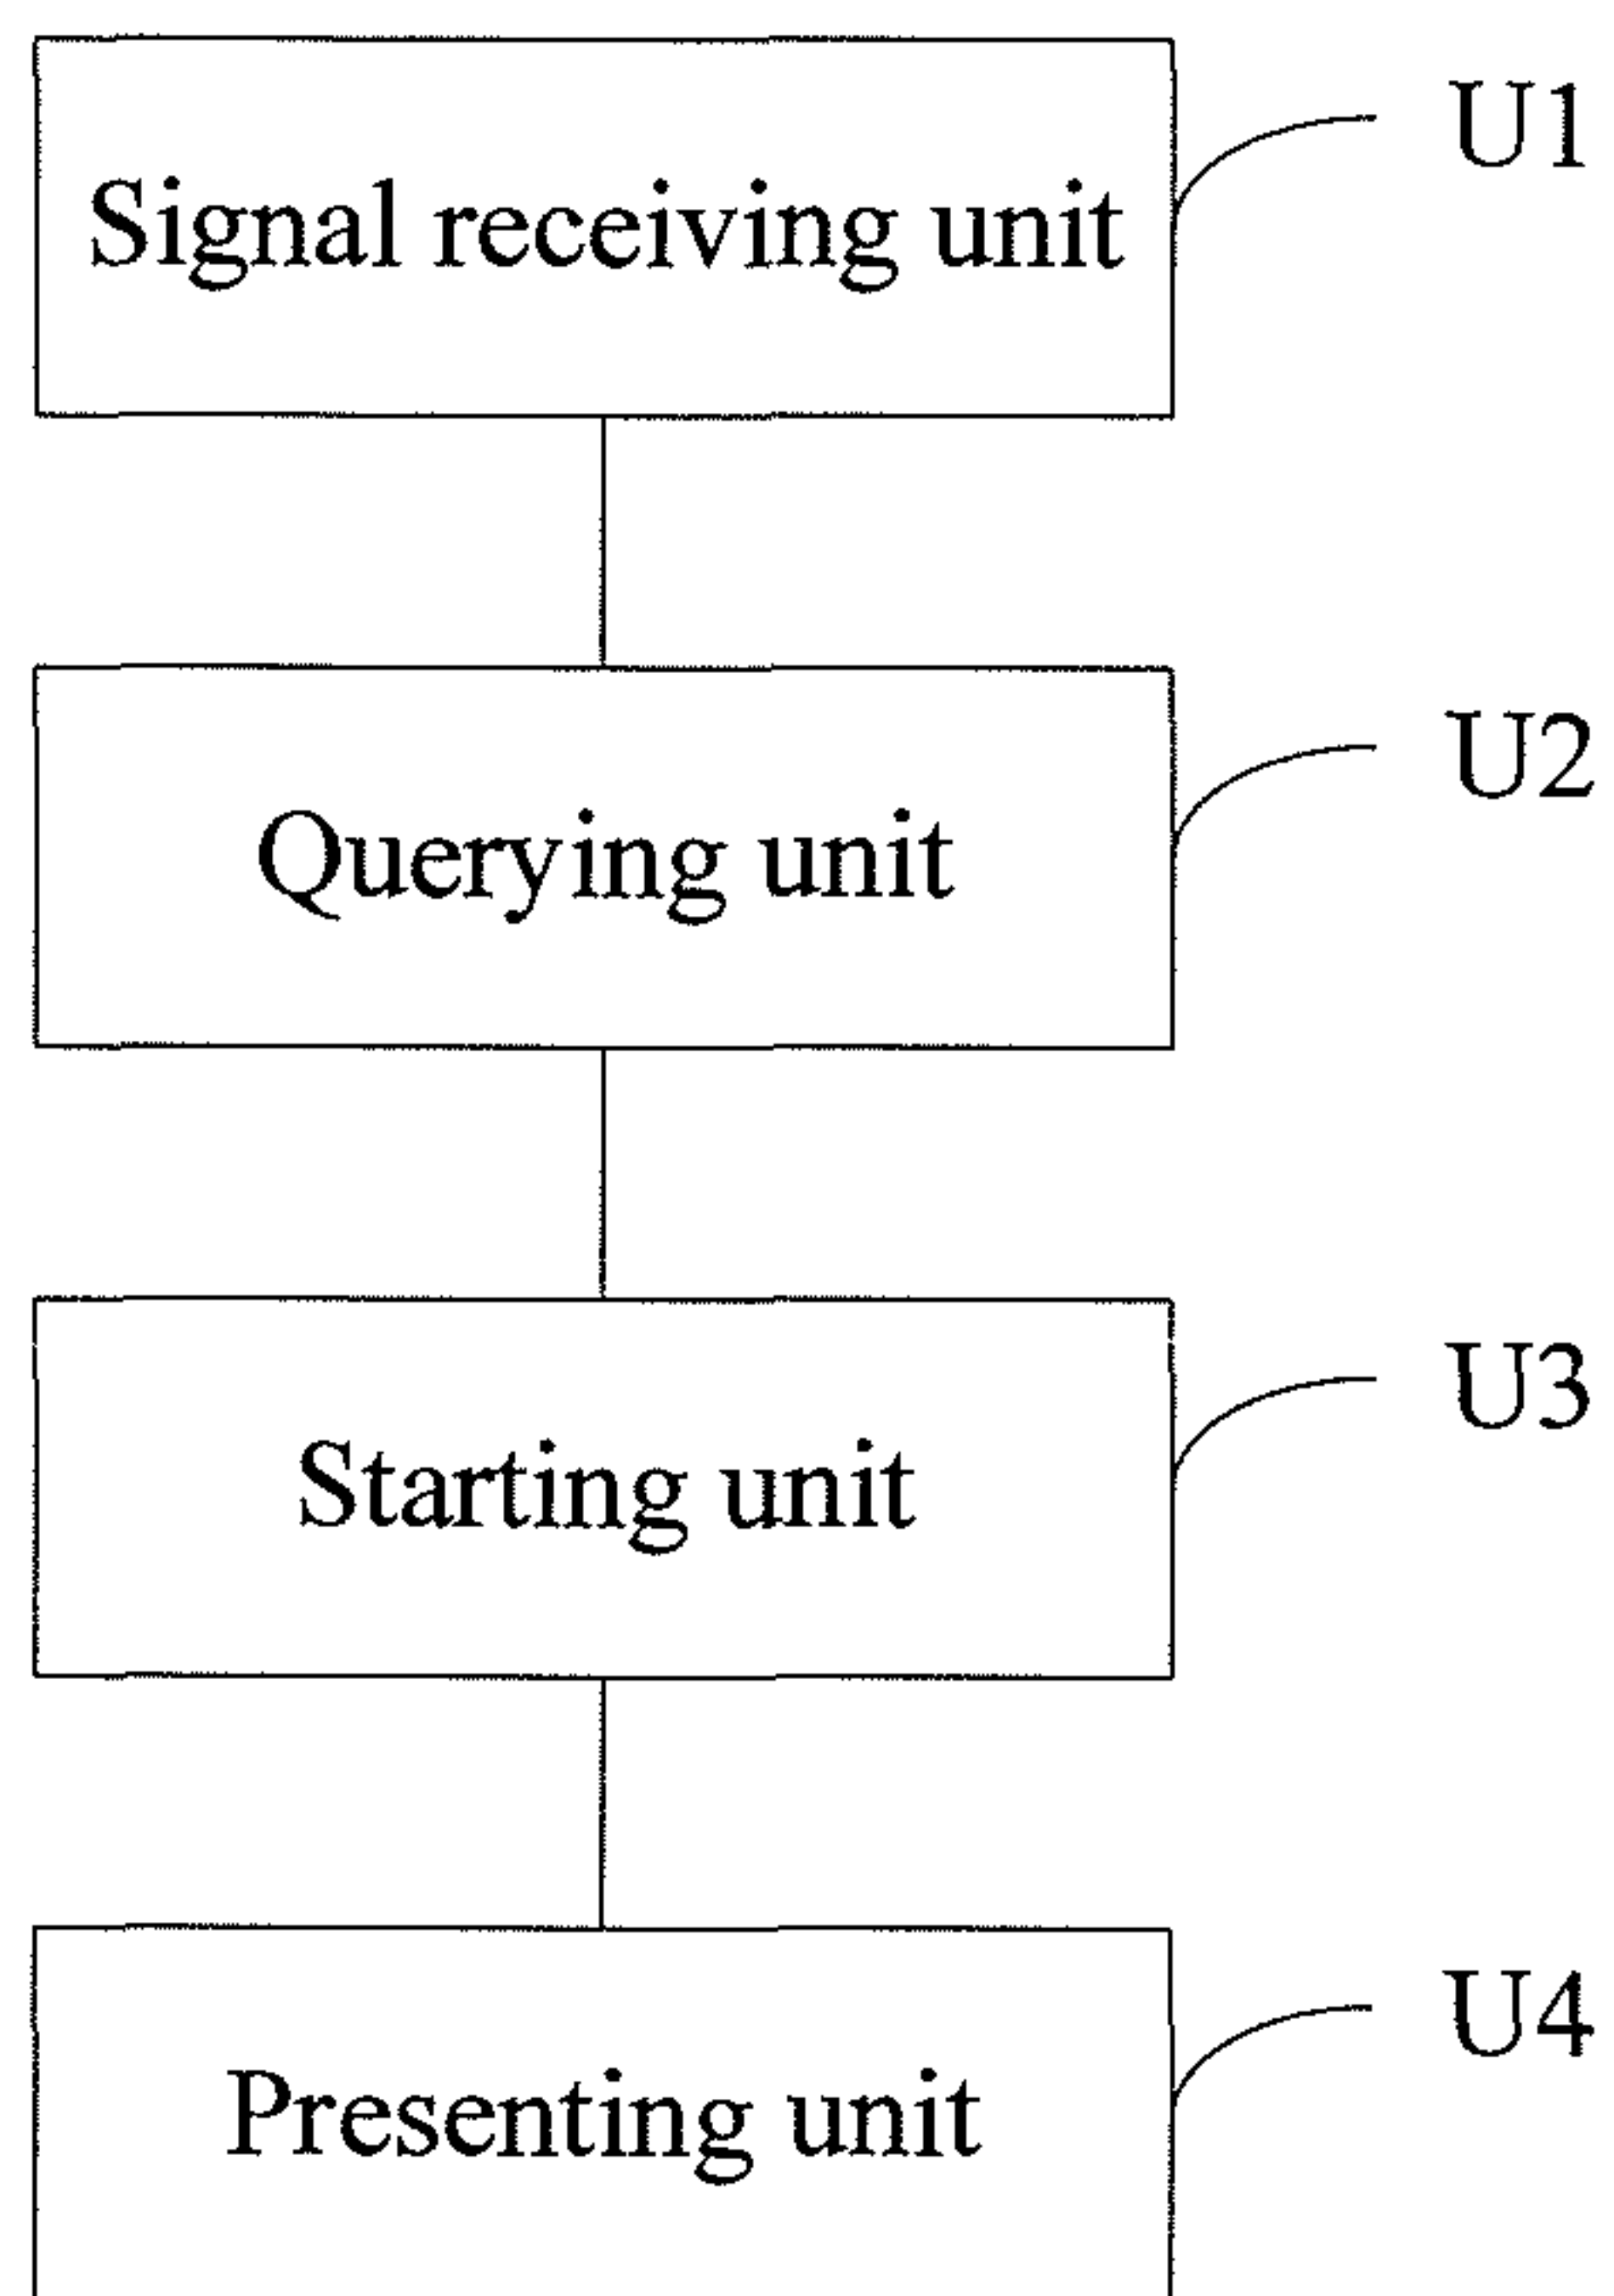 Signal receiving unit
U1
Querying unit
U2
Starting unit
U3
Presenting unit
U4